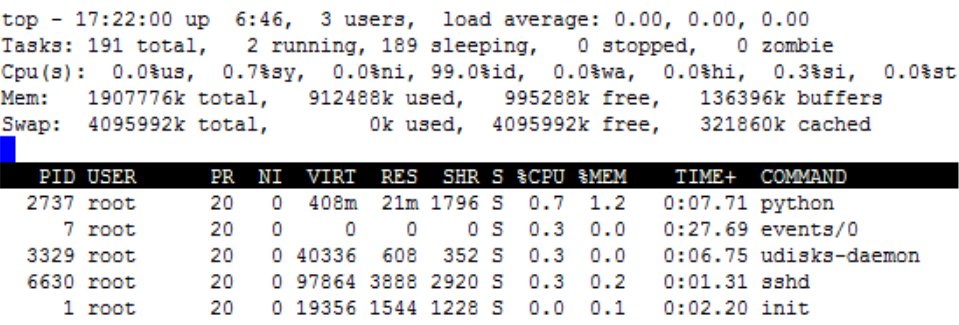 top - 17:22:00 up  6:46,  3 users,  load average: 0.00, 0.00, 0.00
Tasks: 191 total,   2 running, 189 sleeping,   0 stopped,   0 zombie
Cpu(s):  0.0%us,  0.7%sy,  0.0%ni, 99.0%id,  0.0%wa,  0.0%hi,  0.3%si,  0.0%st
Mem:   1907776k total,   912488k used,   995288k free,   136396k buffers
Swap:  4095992k total,        0k used,  4095992k free,   321860k cached
  PID USER      PR  NI  VIRT  RES  SHR S %CPU %MEM    TIME+  COMMAND
 2737 root      20   0  408m  21m 1796 S  0.7  1.2   0:07.71 python
    7 root      20   0     0    0    0 S  0.3  0.0   0:27.69 events/0
 3329 root      20   0 40336  608  352 S  0.3  0.0   0:06.75 udisks-daemon
 6630 root      20   0 97864 3888 2920 S  0.3  0.2   0:01.31 sshd
    1 root      20   0 19356 1544 1228 S  0.0  0.1   0:02.20 init